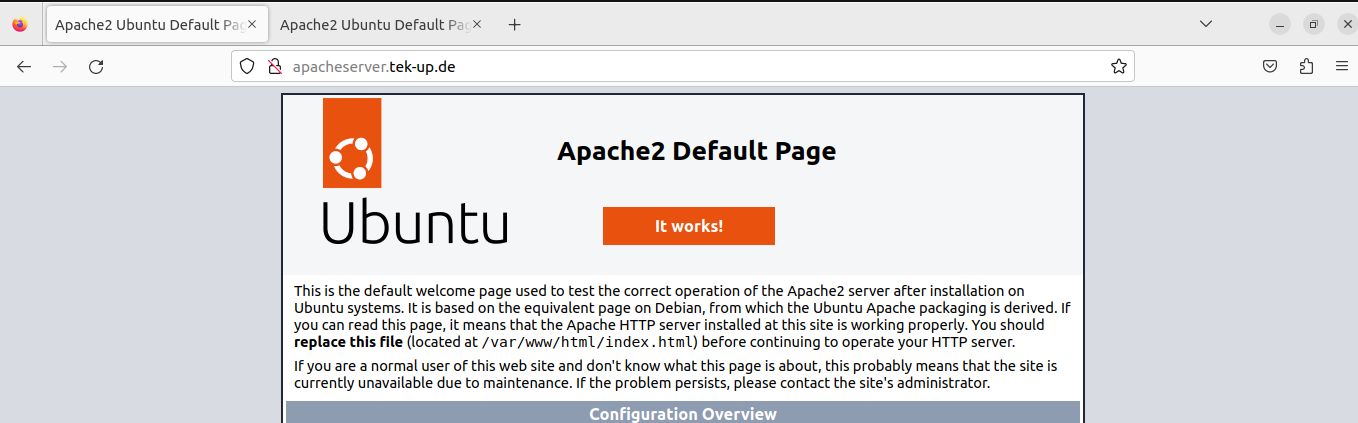 Apache2 Ubuntu Default Pag
Apache2 Ubuntu Default Pag
apacheserver.tek-up.de
Apache2 Default Page
Ubuntu
It works!
This is the default welcome page used to test the correct operation of the Apache2 server after installation on
Ubuntu systems. It is based on the equivalent page on Debian, from which the Ubuntu Apache packaging is derived. If
you can read this page, it means that the Apache HTTP server installed at this site is working properly. You should
replace this file (located at /var/www/html/index.html) before continuing to operate your HTTP server.
If you are a normal user of this web site and don't know what this page is about, this probably means that the site is
currently unavailable due to maintenance. If the problem persists, please contact the site's administrator.
Configuration Overview